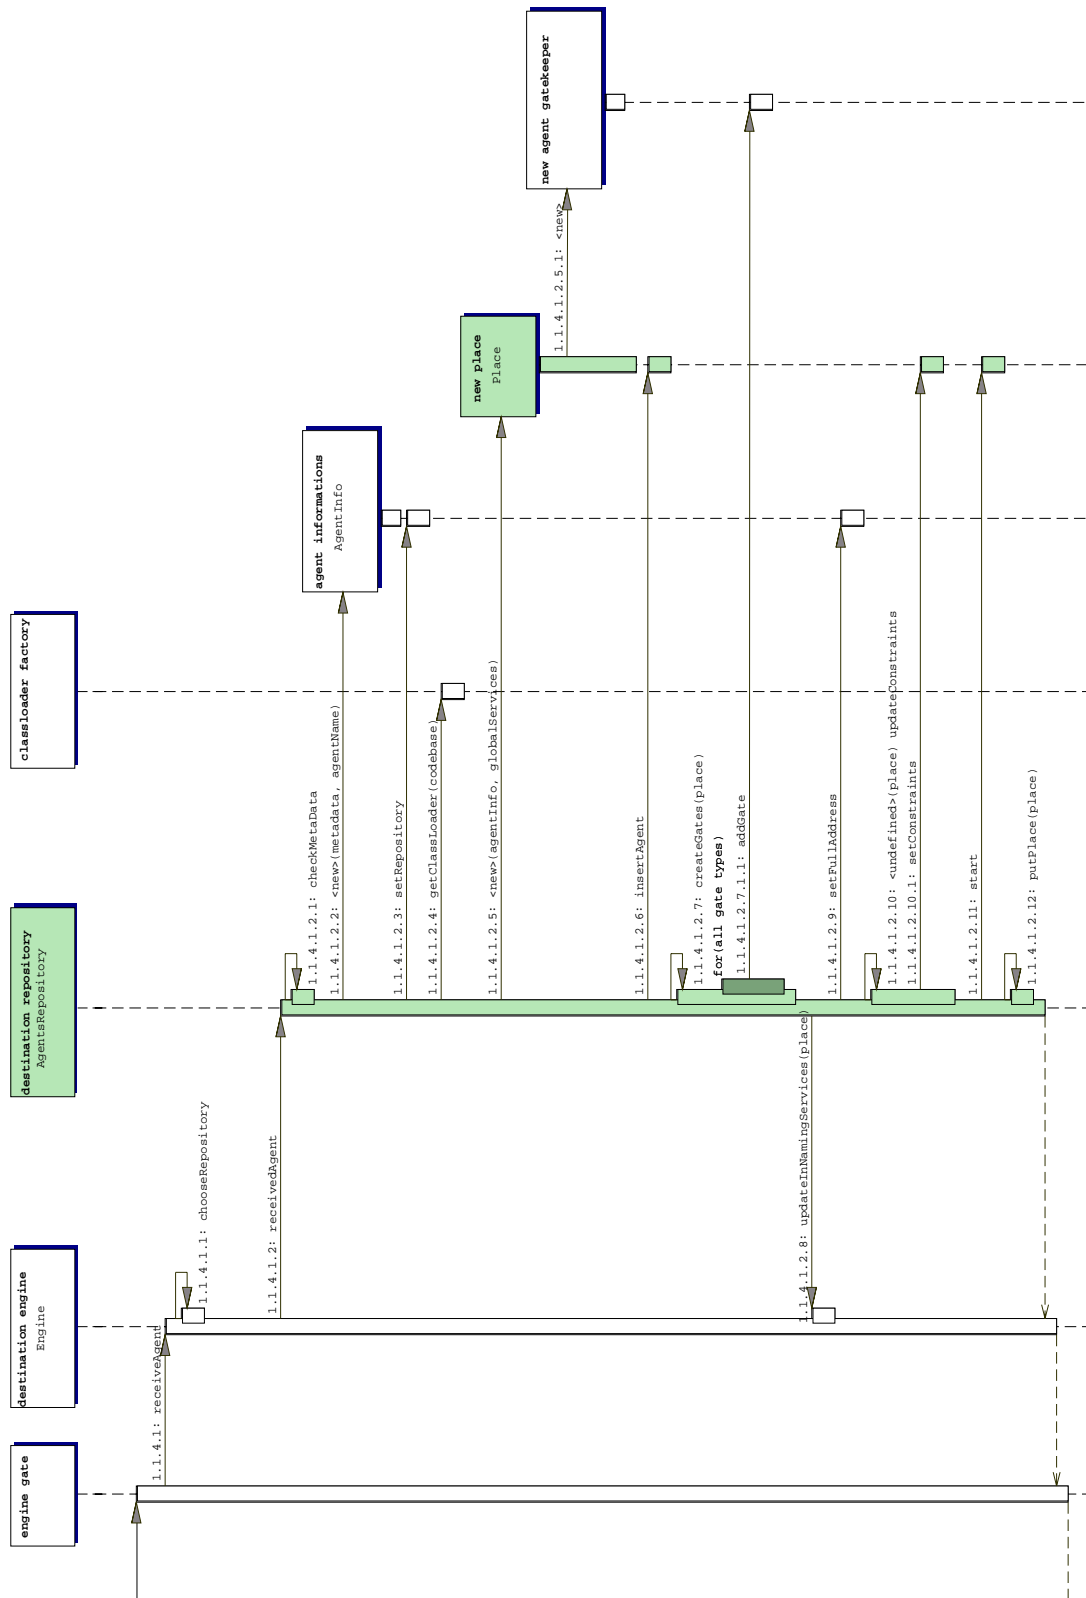 engine gate
destination engine
Engine
destination repository
AgentsRepository
classloader factory
agent informations
AgentInfo
new place
Place
new agent gatekeeper
1.1.4.1: receiveAgent
1.1.4.1.1: chooseRepository
1.1.4.1.2: receivedAgent
1.1.4.1.2.1: checkMetaData
1.1.4.1.2.2: <new>(metadata, agentName)
1.1.4.1.2.3: setRepository
1.1.4.1.2.4: getClassLoader(codebase)
1.1.4.1.2.5: <new>(agentInfo, globalServices)
1.1.4.1.2.5.1: <new>
1.1.4.1.2.6: insertAgent
1.1.4.1.2.7: createGates(place)
for(all gate types)
1.1.4.1.2.7.1.1: addGate
1.1.4.1.2.8: updateInNamingServices(place)
1.1.4.1.2.9: setFullAddress
1.1.4.1.2.10: <undefined>(place) updateConstraints
1.1.4.1.2.10.1: setConstraints
1.1.4.1.2.11: start
1.1.4.1.2.12: putPlace(place)